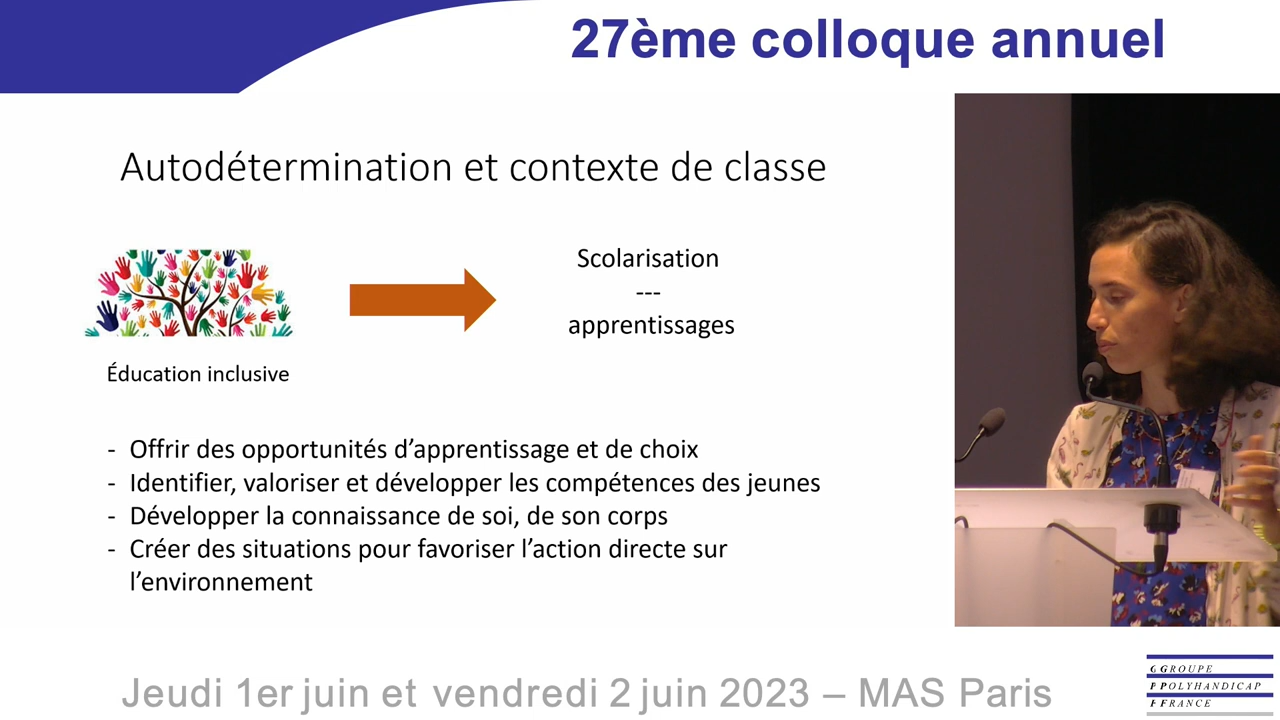 27ème colloque annuel
Autodétermination et contexte de classe
Scolarisation
---
apprentissages
Éducation inclusive
- Offrir des opportunités d’apprentissage et de choix
- Identifier, valoriser et développer les compétences des jeunes
- Développer la connaissance de soi, de son corps
- Créer des situations pour favoriser l’action directe sur
l’environnement
Jeudi 1er juin et vendredi 2 juin 2023 – MAS Paris
G GROUPE
P POLYHANDICAP
F FRANCE